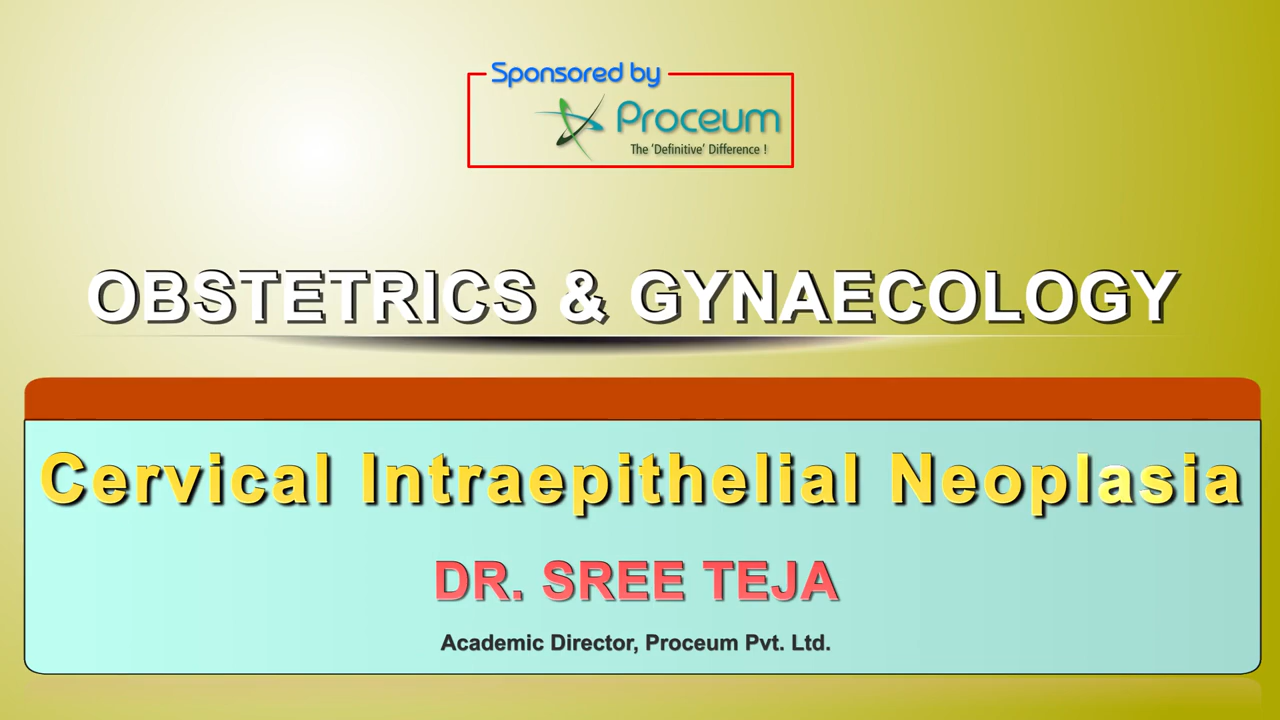 Sponsored by
Proceum
The 'Definitive' Difference !
OBSTETRICS & GYNAECOLOGY
Cervical Intraepithelial Neoplasia
DR. SREE TEJA
Academic Director, Proceum Pvt. Ltd.